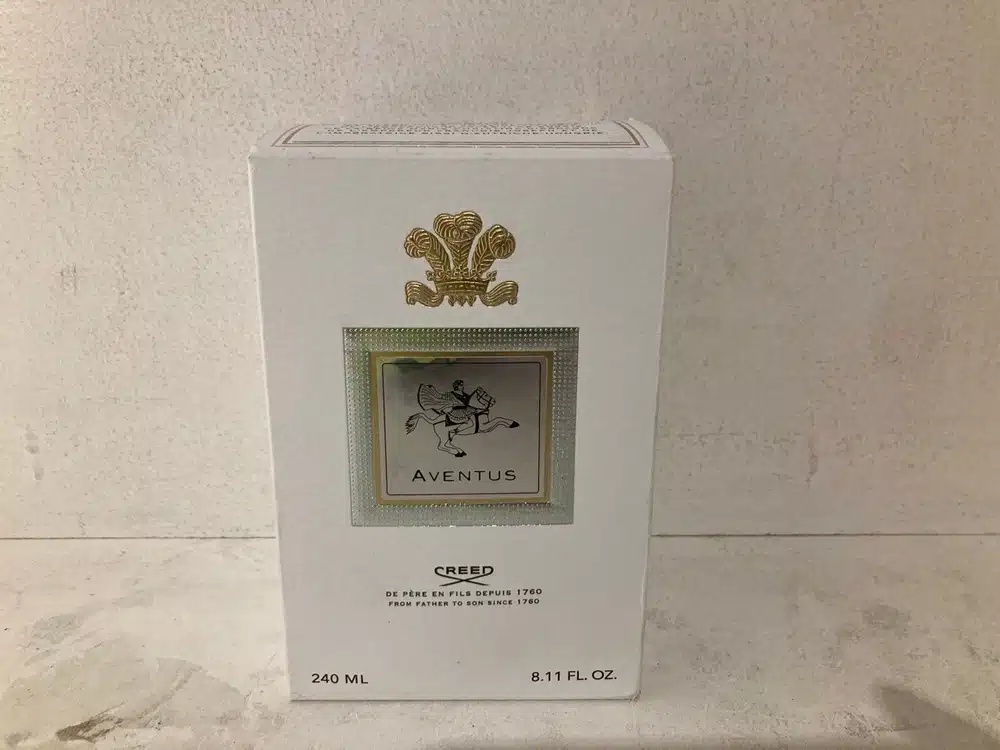 AVENTUS
CREED
DE PÈRE EN FILS DEPUIS 1760
FROM FATHER TO SON SINCE 1760
240 ML
8.11 FL. OZ.